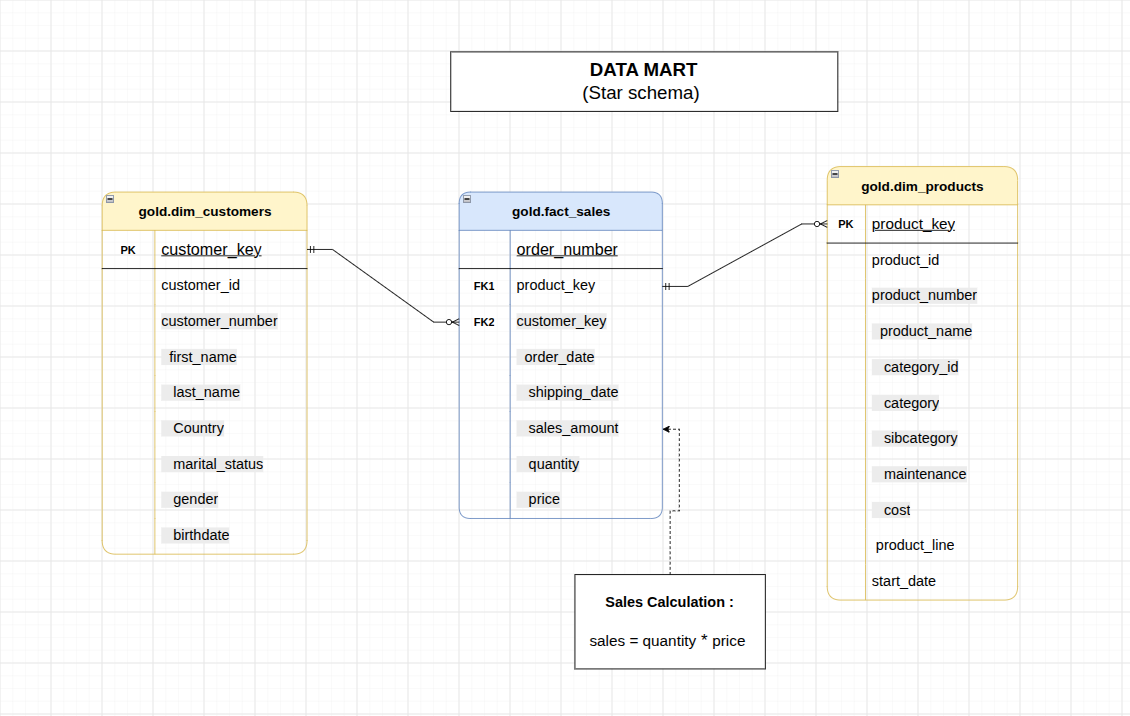 DATA MART
(Star schema)
gold.dim_customers
PK customer_key
customer_id
customer_number
first_name
last_name
Country
marital_status
gender
birthdate
gold.fact_sales
order_number
FK1 product_key
FK2 customer_key
order_date
shipping_date
sales_amount
quantity
price
gold.dim_products
PK product_key
product_id
product_number
product_name
category_id
category
sibcategory
maintenance
cost
product_line
start_date
Sales Calculation :
sales = quantity * price